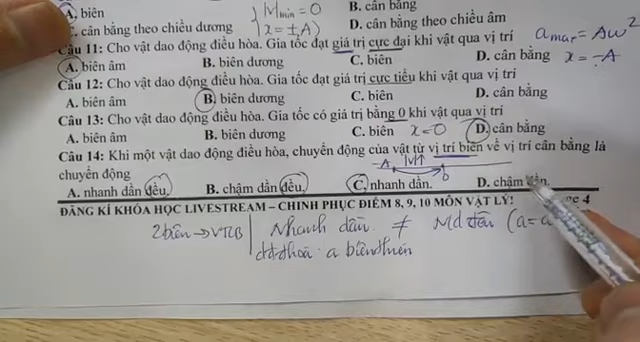 A. biên
|v|min = 0
B. cân bằng
C. cân bằng theo chiều dương
(x = ± A)
D. cân bằng theo chiều âm
Câu 11: Cho vật dao động điều hòa. Gia tốc đạt giá trị cực đại khi vật qua vị trí
amax = Aω²
A. biên âm
B. biên dương
C. biên
D. cân bằng
x = -A
Câu 12: Cho vật dao động điều hòa. Gia tốc đạt giá trị cực tiểu khi vật qua vị trí
A. biên âm
B. biên dương
C. biên
D. cân bằng
Câu 13: Cho vật dao động điều hòa. Gia tốc có giá trị bằng 0 khi vật qua vị trí
A. biên âm
B. biên dương
C. biên
x=0
D. cân bằng
Câu 14: Khi một vật dao động điều hòa, chuyển động của vật từ vị trí biên về vị trí cân bằng là
chuyển động
-A
|v|↑
A. nhanh dần đều.
B. chậm dần đều.
C. nhanh dần.
D. chậm dần.
ĐĂNG KÍ KHÓA HỌC LIVESTREAM – CHINH PHỤC ĐIỂM 8, 9, 10 MÔN VẬT LÝ!
4
2 biên → VTCB
Nhanh dần ≠ Nd đều (a =
dđ đhoà: a biên thiên